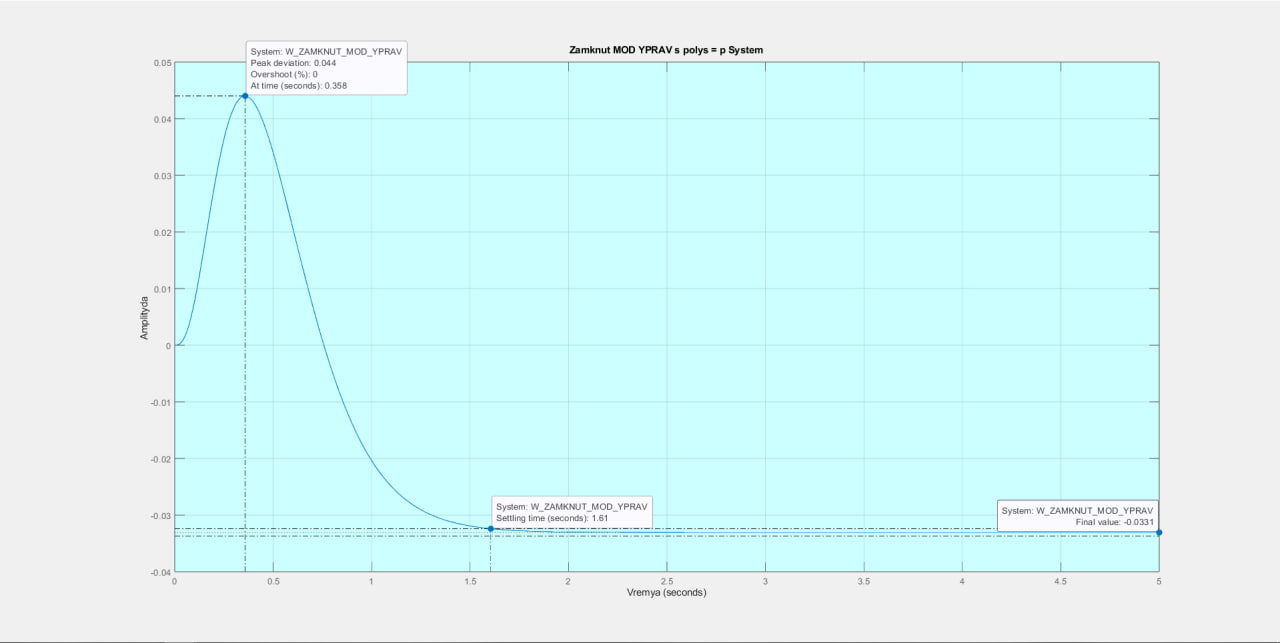 Zamknut MOD YPRAV s polys = p System
System: W_ZAMKNUT_MOD_YPRAV
Peak deviation: 0.044
Overshoot (%): 0
At time (seconds): 0.358
0.05
0.04
0.03
0.02
0.01
0
-0.01
-0.02
-0.03
-0.04
Amplityda
System: W_ZAMKNUT_MOD_YPRAV
Settling time (seconds): 1.61
System: W_ZAMKNUT_MOD_YPRAV
Final value: -0.0331
0 0.5 1 1.5 2 2.5 3 3.5 4 4.5 5
Vremya (seconds)